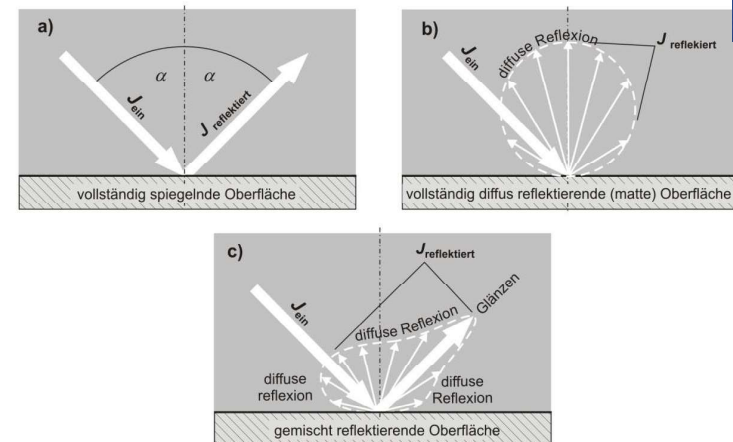 a)
α α
J ein
J reflektiert
vollständig spiegelnde Oberfläche
b)
diffuse Reflexion
J ein
J reflekiert
vollständig diffus reflektierende (matte) Oberfläche
c)
J reflektiert
J ein
diffuse Reflexion
Glänzen
diffuse
reflexion
diffuse
Reflexion
gemischt reflektierende Oberfläche